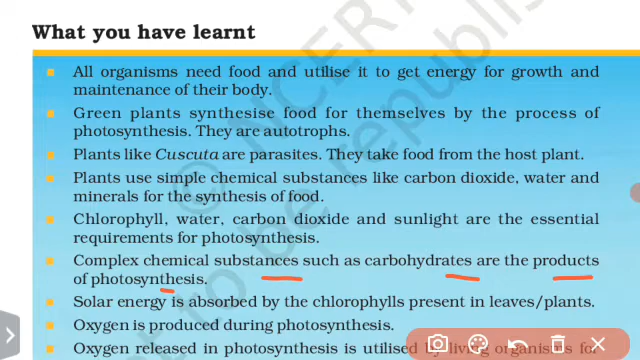 What you have learnt
All organisms need food and utilise it to get energy for growth and
maintenance of their body.
Green plants synthesise food for themselves by the process of
photosynthesis. They are autotrophs.
Plants like Cuscuta are parasites. They take food from the host plant.
Plants use simple chemical substances like carbon dioxide, water and
minerals for the synthesis of food.
Chlorophyll, water, carbon dioxide and sunlight are the essential
requirements for photosynthesis.
Complex chemical substances such as carbohydrates are the products
of photosynthesis.
Solar energy is absorbed by the chlorophylls present in leaves/plants.
Oxygen is produced during photosynthesis.
Oxygen released in photosynthesis is utilised by living organisms for